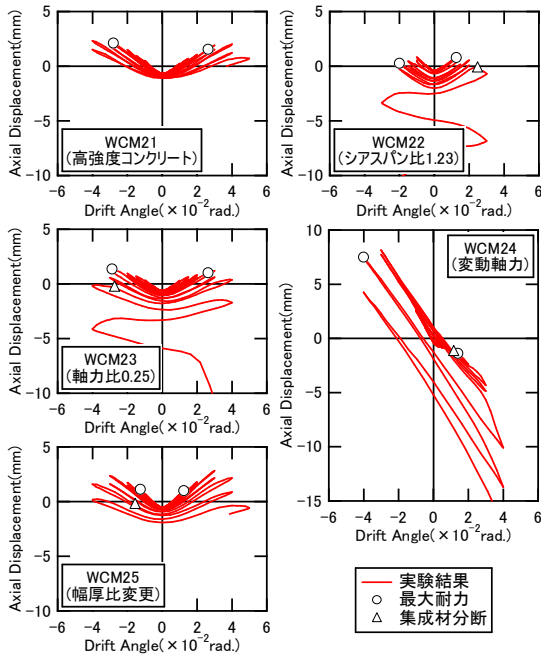 5
0
-5
-10
Axial Displacement(mm)
WCM21
(高強度コンクリート)
-6 -4 -2 0 2 4 6
Drift Angle(×10-2rad.)
5
0
-5
-10
Axial Displacement(mm)
WCM22
(シアスパン比1.23)
-6 -4 -2 0 2 4 6
Drift Angle(×10-2rad.)
5
0
-5
-10
Axial Displacement(mm)
WCM23
(軸力比0.25)
-6 -4 -2 0 2 4 6
Drift Angle(×10-2rad.)
10
5
0
-5
-10
-15
Axial Displacement(mm)
WCM24
(変動軸力)
-6 -4 -2 0 2 4 6
Drift Angle(×10-2rad.)
5
0
-5
-10
Axial Displacement(mm)
WCM25
(幅厚比変更)
-6 -4 -2 0 2 4 6
Drift Angle(×10-2rad.)
実験結果
最大耐力
集成材分断